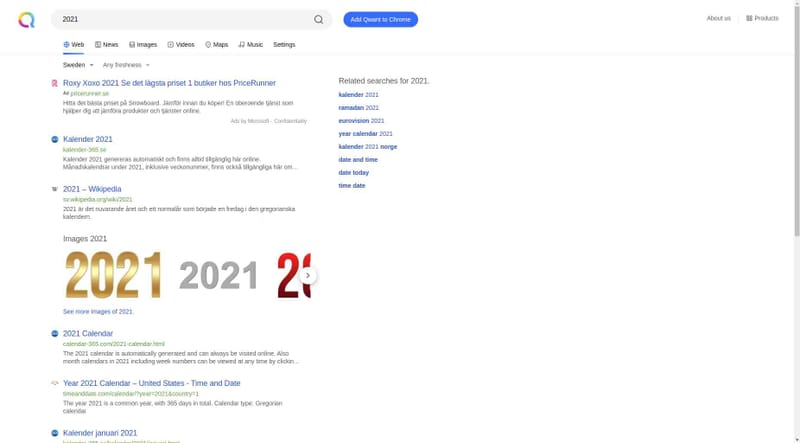 2021
Add Qwant to Chrome
About us
Products
Web
News
Images
Videos
Maps
Music
Settings
Sweden
Any freshness
Roxy Xoxo 2021 Se det lägsta priset 1 butiker hos PriceRunner
Ad pricerunner.se
Hitta det bästa priset på Snowboard. Jämför innan du köper! En oberoende tjänst som
hjälper dig att jämföra produkter och tjänster online.
Ads by Microsoft - Confidentiality
Kalender 2021
kalender-365.se
Kalender 2021 genereras automatiskt och finns alltid tillgänglig här online.
Månadskalendrar under 2021, inklusive veckonummer, finns också tillgängliga här om...
2021 – Wikipedia
sv.wikipedia.org/wiki/2021
2021 är det nuvarande året och ett normalår som började en fredag i den gregorianska
kalendern.
Images 2021
2021
2021
See more images of 2021.
2021 Calendar
calendar-365.com/2021-calendar.html
The 2021 calendar is automatically generated and can always be visited online. Also
month calendars in 2021 including week numbers can be viewed at any time by clickin...
Year 2021 Calendar – United States - Time and Date
timeanddate.com/calendar/?year=2021&country=1
The year 2021 is a common year, with 365 days in total. Calendar type: Gregorian
calendar
Kalender januari 2021
Related searches for 2021.
kalender 2021
ramadan 2021
eurovision 2021
year calendar 2021
kalender 2021 norge
date and time
date today
time date